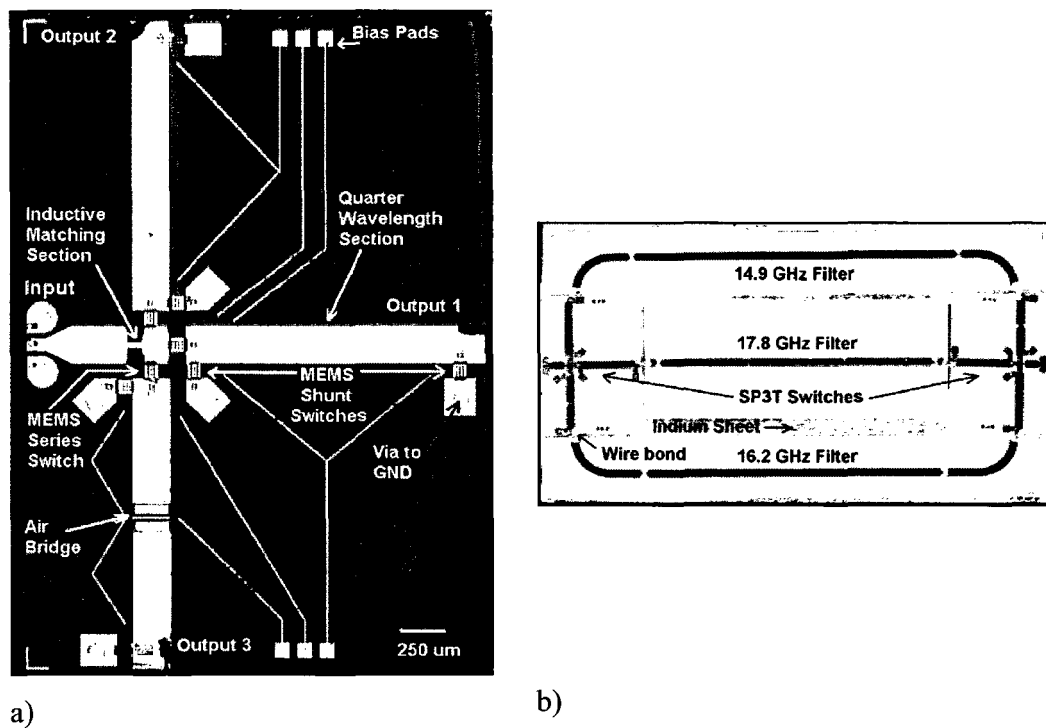 Output 2
Bias Pads
Inductive
Matching
Section
Quarter
Wavelength
Section
Input
Output 1
MEMS
Series
Switch
MEMS
Shunt
Switches
Via to
GND
Air
Bridge
Output 3
250 um
a)
14.9 GHz Filter
17.8 GHz Filter
SP3T Switches
Indium Sheet
Wire bond
16.2 GHz Filter
b)